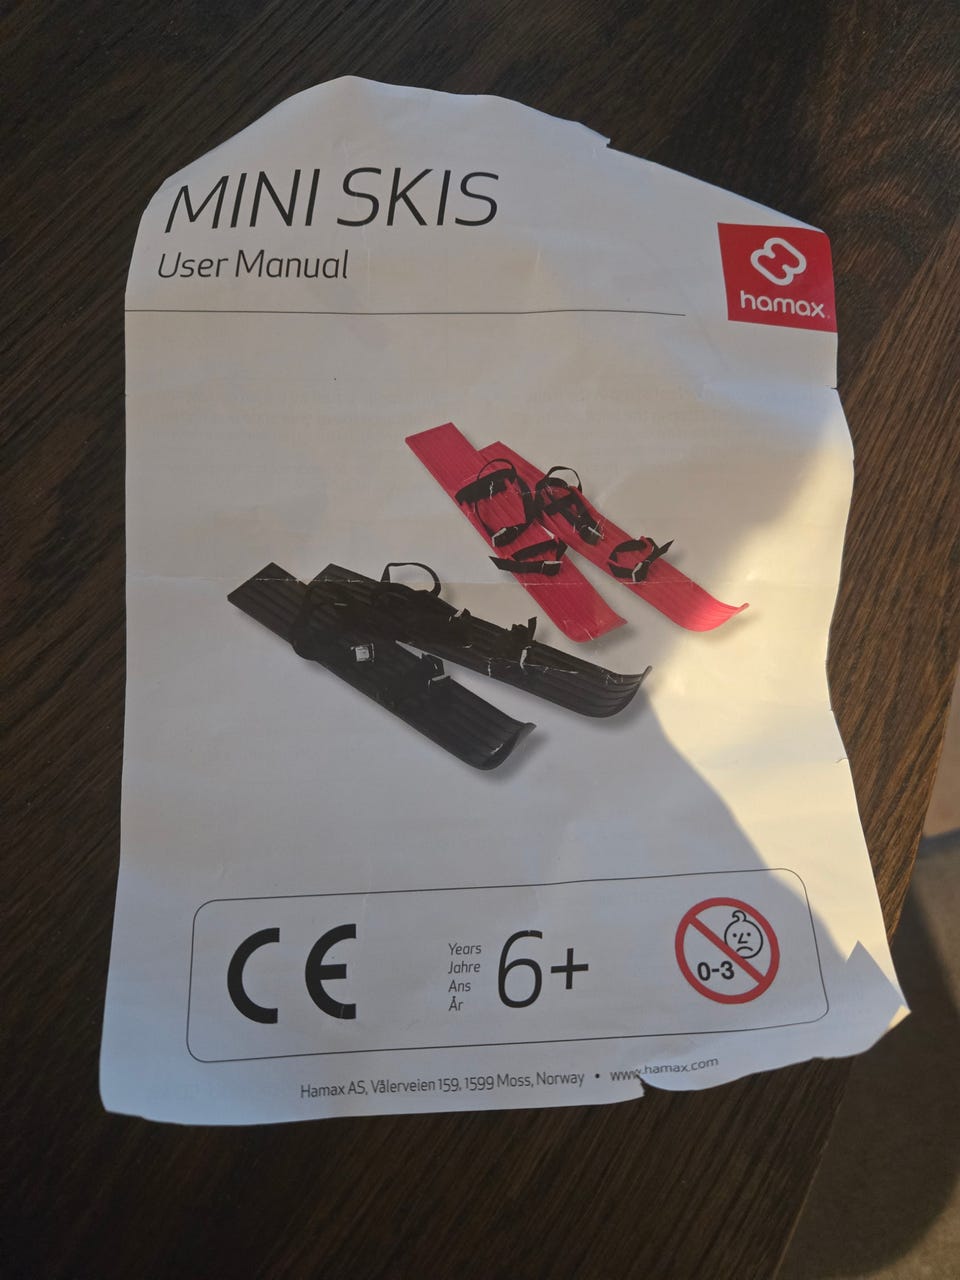 MINI SKIS
User Manual
hamax
CE
Years
Jahre
Ans
År
6+
0-3
Hamax AS, Vålerveien 159, 1599 Moss, Norway • www.hamax.com